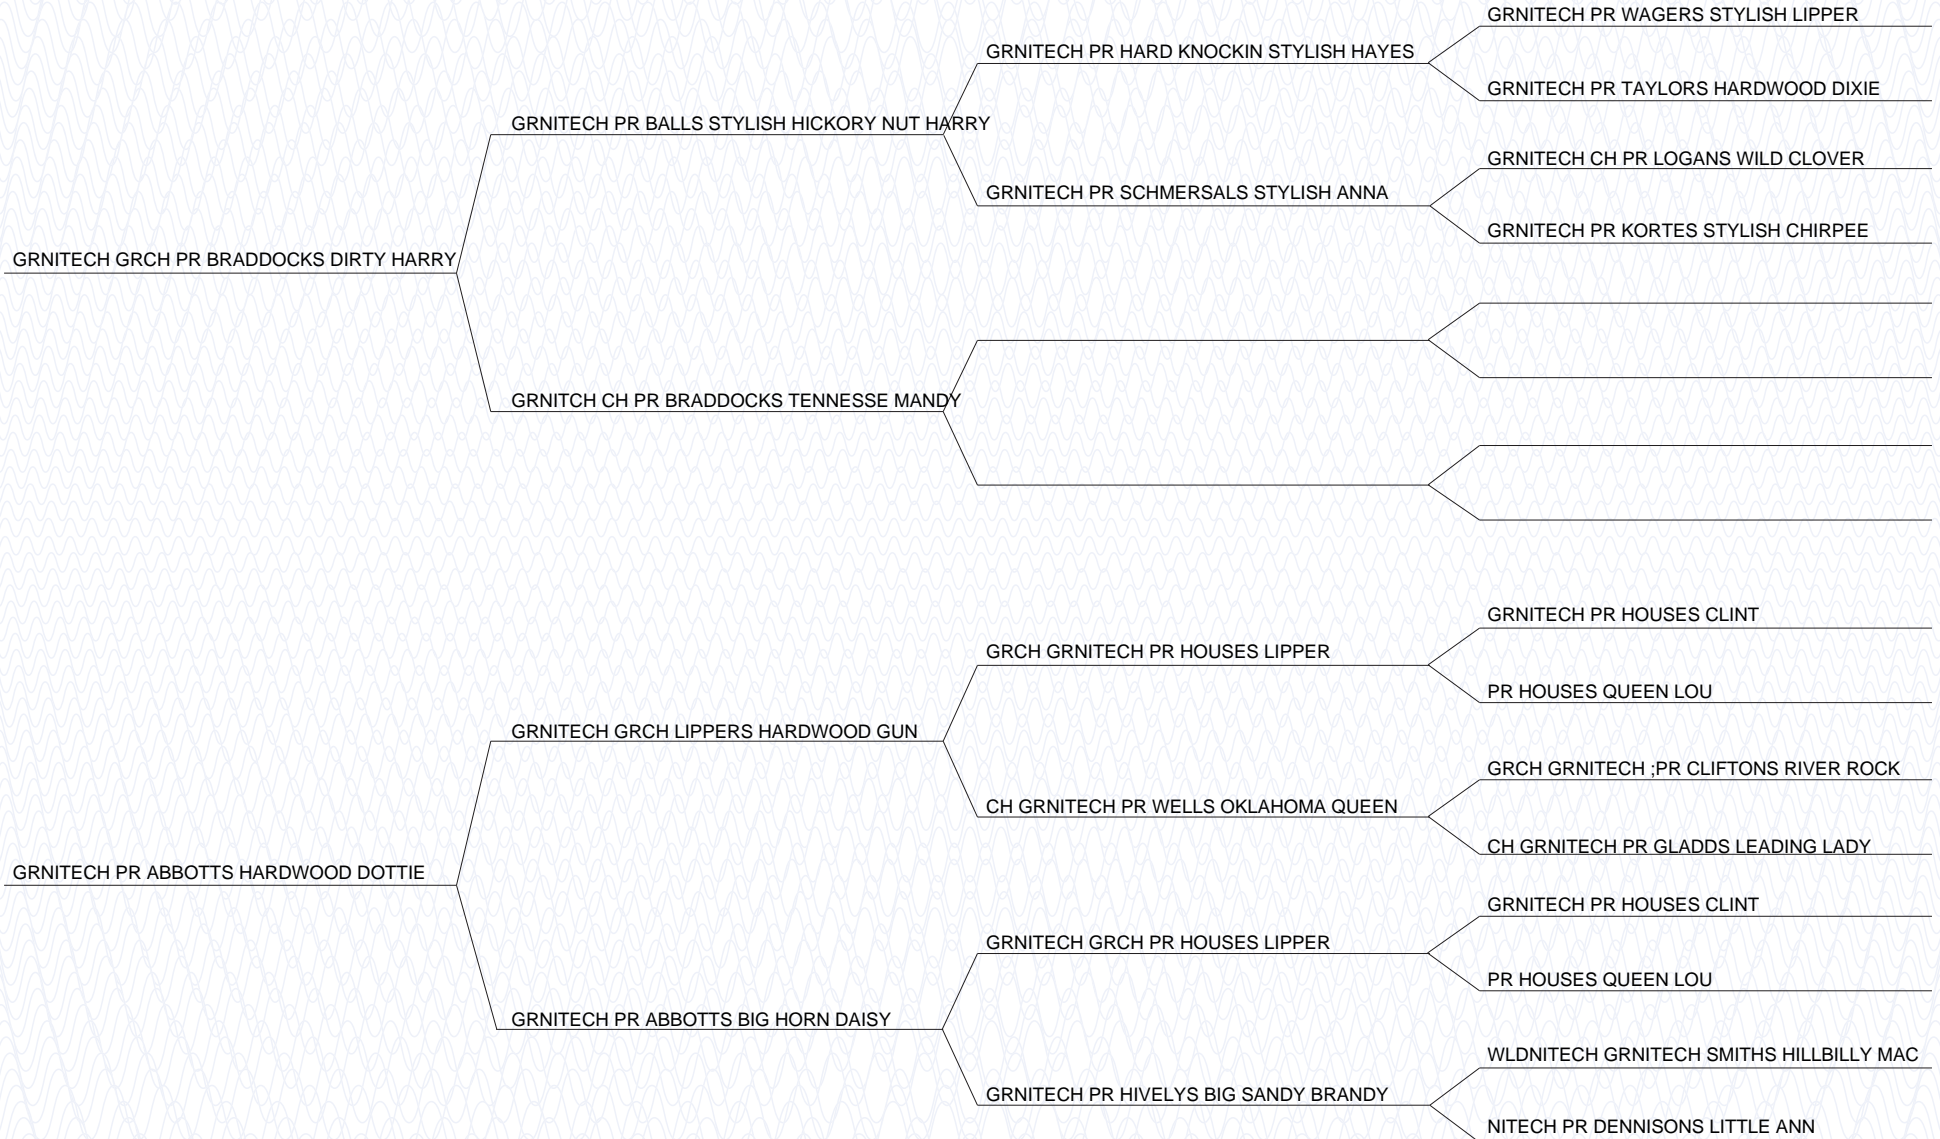 GRNITECH PR WAGERS STYLISH LIPPER
GRNITECH PR HARD KNOCKIN STYLISH HAYES
GRNITECH PR TAYLORS HARDWOOD DIXIE
GRNITECH PR BALLS STYLISH HICKORY NUT HARRY
GRNITECH CH PR LOGANS WILD CLOVER
GRNITECH PR SCHMERSALS STYLISH ANNA
GRNITECH PR KORTES STYLISH CHIRPEE
GRNITECH GRCH PR BRADDOCKS DIRTY HARRY
GRNITCH CH PR BRADDOCKS TENNESSE MANDY
GRNITECH PR HOUSES CLINT
GRCH GRNITECH PR HOUSES LIPPER
PR HOUSES QUEEN LOU
GRNITECH GRCH LIPPERS HARDWOOD GUN
GRCH GRNITECH ;PR CLIFTONS RIVER ROCK
CH GRNITECH PR WELLS OKLAHOMA QUEEN
CH GRNITECH PR GLADDS LEADING LADY
GRNITECH PR ABBOTTS HARDWOOD DOTTIE
GRNITECH PR HOUSES CLINT
GRNITECH GRCH PR HOUSES LIPPER
PR HOUSES QUEEN LOU
GRNITECH PR ABBOTTS BIG HORN DAISY
WLDNITECH GRNITECH SMITHS HILLBILLY MAC
GRNITECH PR HIVELYS BIG SANDY BRANDY
NITECH PR DENNISONS LITTLE ANN